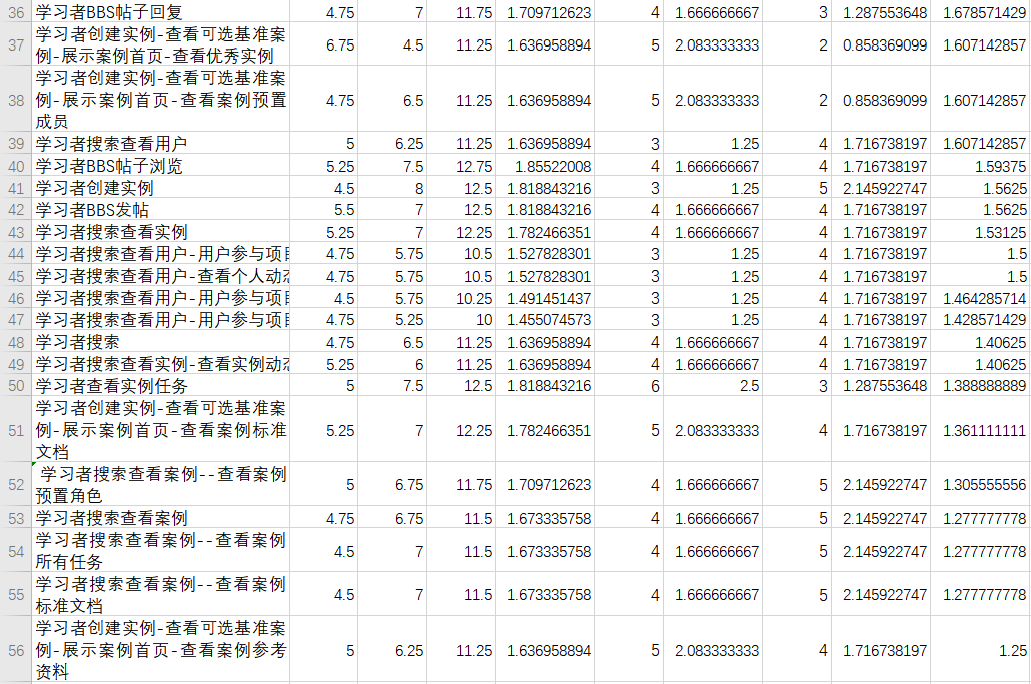 36 学习者BBS帖子回复 4.75 7 11.75 1.709712623 4 1.666666667 3 1.287553648 1.678571429
学习者创建实例-查看可选基准案
37 例-展示案例首页-查看优秀实例 6.75 4.5 11.25 1.636958894 5 2.083333333 2 0.858369099 1.607142857
学习者创建实例-查看可选基准案
38 例-展示案例首页-查看案例预置 4.75 6.5 11.25 1.636958894 5 2.083333333 2 0.858369099 1.607142857
成员
39 学习者搜索查看用户 5 6.25 11.25 1.636958894 3 1.25 4 1.716738197 1.607142857
40 学习者BBS帖子浏览 5.25 7.5 12.75 1.85522008 4 1.666666667 4 1.716738197 1.59375
41 学习者创建实例 4.5 8 12.5 1.818843216 3 1.25 5 2.145922747 1.5625
42 学习者BBS发帖 5.5 7 12.5 1.818843216 4 1.666666667 4 1.716738197 1.5625
43 学习者搜索查看实例 5.25 7 12.25 1.782466351 4 1.666666667 4 1.716738197 1.53125
44 学习者搜索查看用户-用户参与项目 4.75 5.75 10.5 1.527828301 3 1.25 4 1.716738197 1.5
45 学习者搜索查看用户-查看个人动态 4.75 5.75 10.5 1.527828301 3 1.25 4 1.716738197 1.5
46 学习者搜索查看用户-用户参与项目 4.5 5.75 10.25 1.491451437 3 1.25 4 1.716738197 1.464285714
47 学习者搜索查看用户-用户参与项目 4.75 5.25 10 1.455074573 3 1.25 4 1.716738197 1.428571429
48 学习者搜索 4.75 6.5 11.25 1.636958894 4 1.666666667 4 1.716738197 1.40625
49 学习者搜索查看实例-查看实例动态 5.25 6 11.25 1.636958894 4 1.666666667 4 1.716738197 1.40625
50 学习者查看实例任务 5 7.5 12.5 1.818843216 6 2.5 3 1.287553648 1.388888889
学习者创建实例-查看可选基准案
51 例-展示案例首页-查看案例标准 5.25 7 12.25 1.782466351 5 2.083333333 4 1.716738197 1.361111111
文档
学习者搜索查看案例--查看案例
52 预置角色 5 6.75 11.75 1.709712623 4 1.666666667 5 2.145922747 1.305555556
53 学习者搜索查看案例 4.75 6.75 11.5 1.673335758 4 1.666666667 5 2.145922747 1.277777778
学习者搜索查看案例--查看案例
54 所有任务 4.5 7 11.5 1.673335758 4 1.666666667 5 2.145922747 1.277777778
学习者搜索查看案例--查看案例
55 标准文档 4.5 7 11.5 1.673335758 4 1.666666667 5 2.145922747 1.277777778
学习者创建实例-查看可选基准案
56 例-展示案例首页-查看案例参考 5 6.25 11.25 1.636958894 5 2.083333333 4 1.716738197 1.25
资料